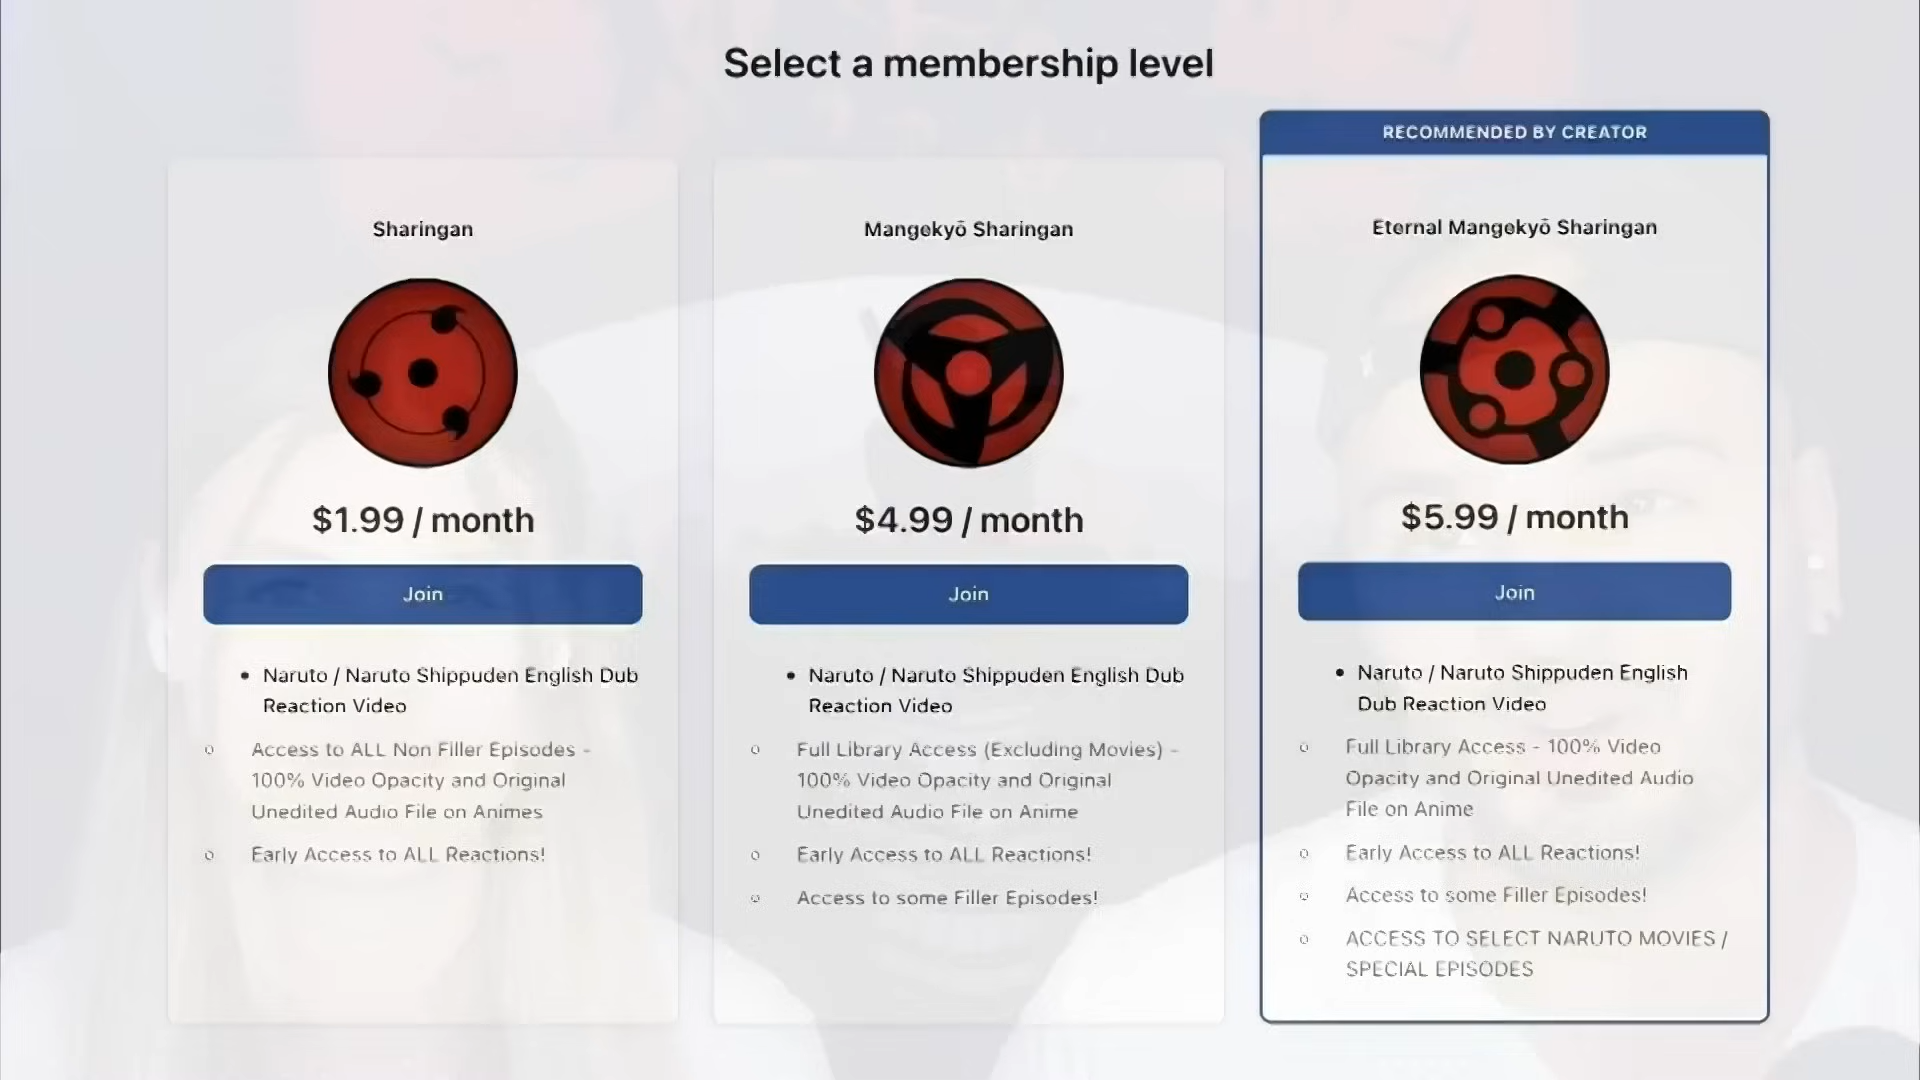 Select a membership level
RECOMMENDED BY CREATOR
Sharingan
$1.99 / month
Join
• Naruto / Naruto Shippuden English Dub
Reaction Video
o Access to ALL Non Filler Episodes -
100% Video Opacity and Original
Unedited Audio File on Animes
o Early Access to ALL Reactions!
Mangekyō Sharingan
$4.99 / month
Join
• Naruto / Naruto Shippuden English Dub
Reaction Video
o Full Library Access (Excluding Movies) -
100% Video Opacity and Original
Unedited Audio File on Anime
o Early Access to ALL Reactions!
o Access to some Filler Episodes!
Eternal Mangekyō Sharingan
$5.99 / month
Join
• Naruto / Naruto Shippuden English
Dub Reaction Video
o Full Library Access - 100% Video
Opacity and Original Unedited Audio
File on Anime
o Early Access to ALL Reactions!
o Access to some Filler Episodes!
o ACCESS TO SELECT NARUTO MOVIES /
SPECIAL EPISODES